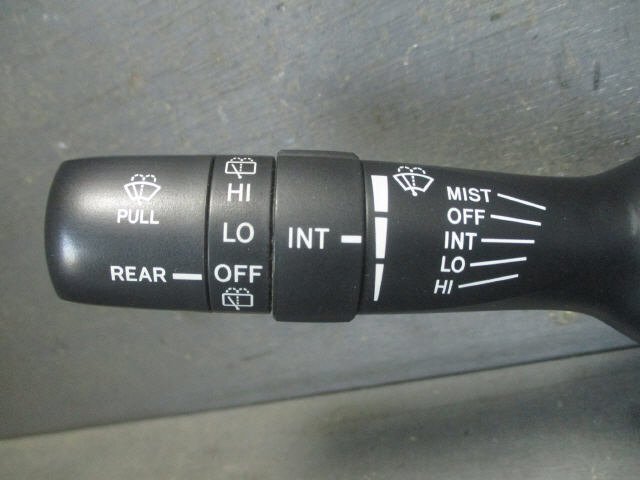 PULL
REAR
HI
LO
OFF
INT
MIST
OFF
INT
LO
HI